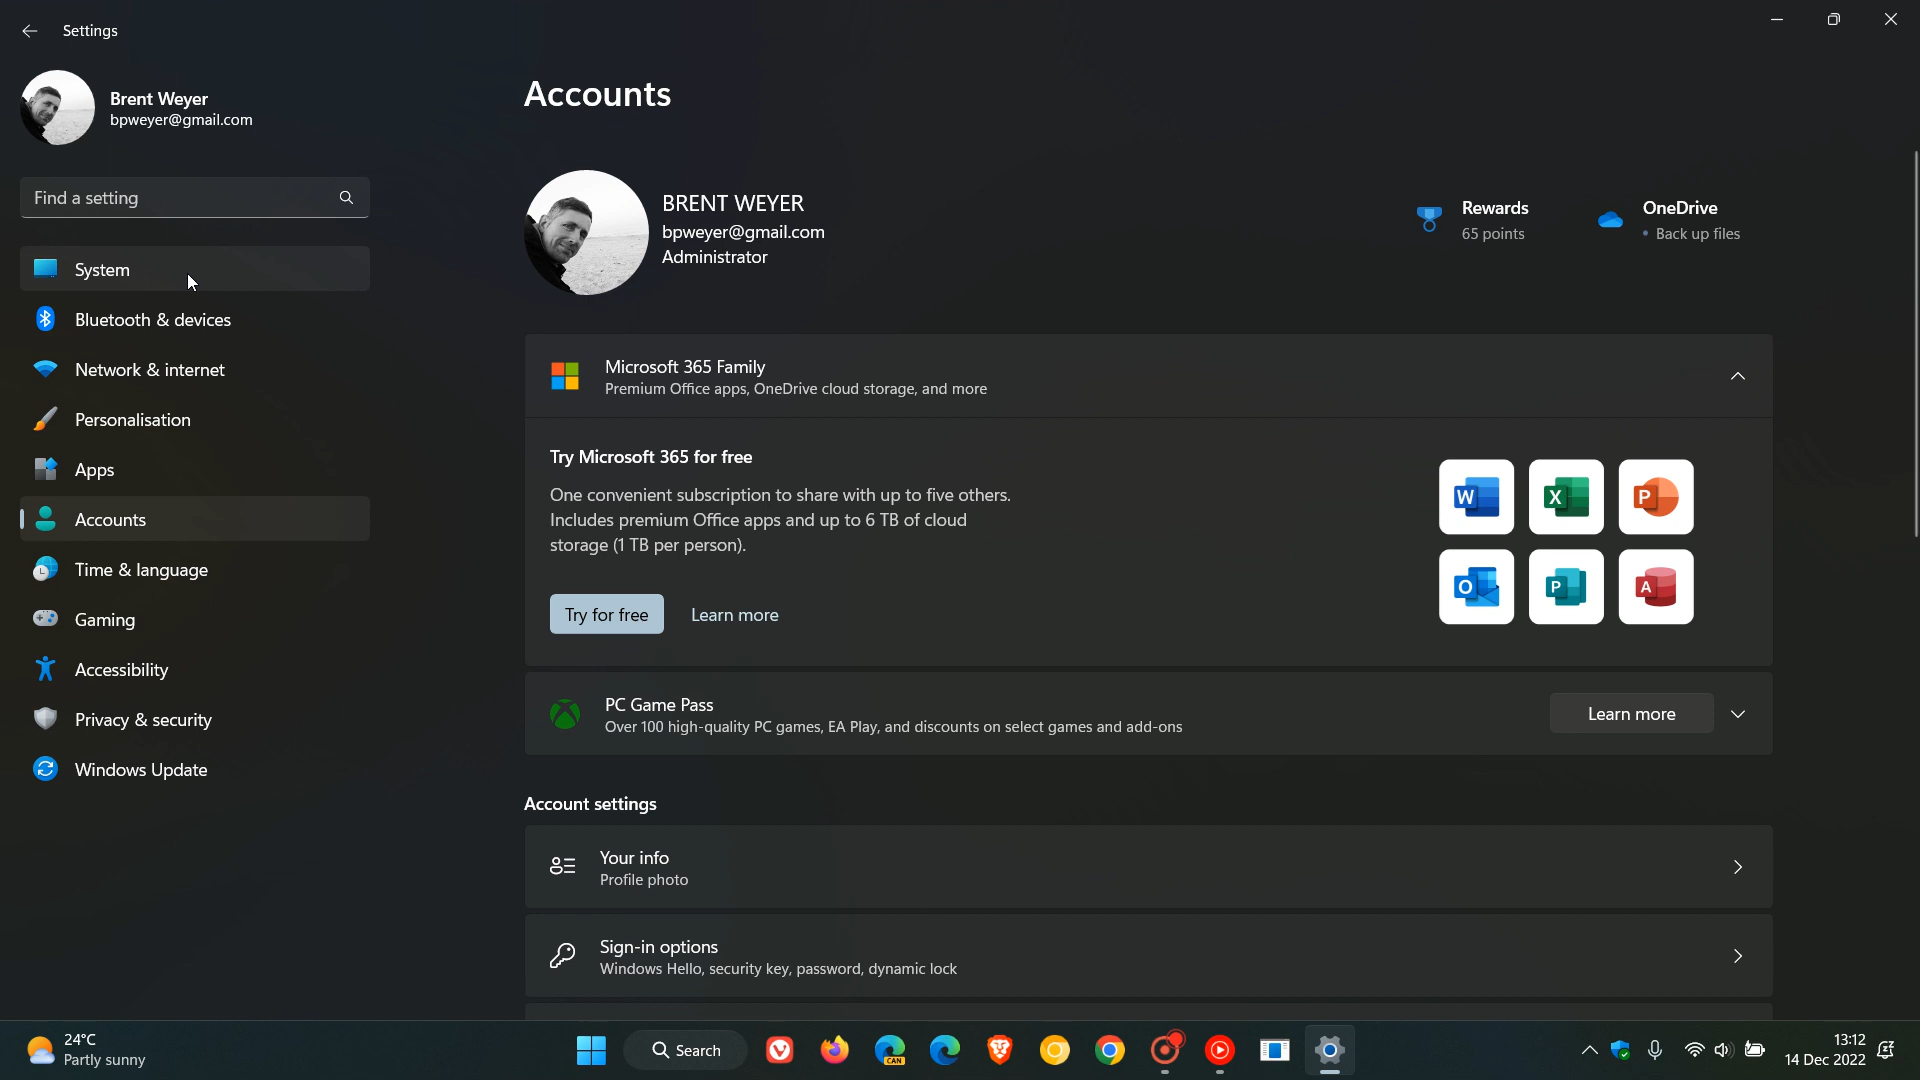 Settings
Brent Weyer
bpweyer@gmail.com
Find a setting
System
Bluetooth & devices
Network & internet
Personalisation
Apps
Accounts
Time & language
Gaming
Accessibility
Privacy & security
Windows Update
Accounts
BRENT WEYER
bpweyer@gmail.com
Administrator
Rewards
65 points
OneDrive
• Back up files
Microsoft 365 Family
Premium Office apps, OneDrive cloud storage, and more
Try Microsoft 365 for free
One convenient subscription to share with up to five others.
Includes premium Office apps and up to 6 TB of cloud
storage (1 TB per person).
Try for free
Learn more
W
X
P
O
P
A
PC Game Pass
Over 100 high-quality PC games, EA Play, and discounts on select games and add-ons
Learn more
Account settings
Your info
Profile photo
Sign-in options
Windows Hello, security key, password, dynamic lock
24°C
Partly sunny
Search
CAN
13:12
14 Dec 2022